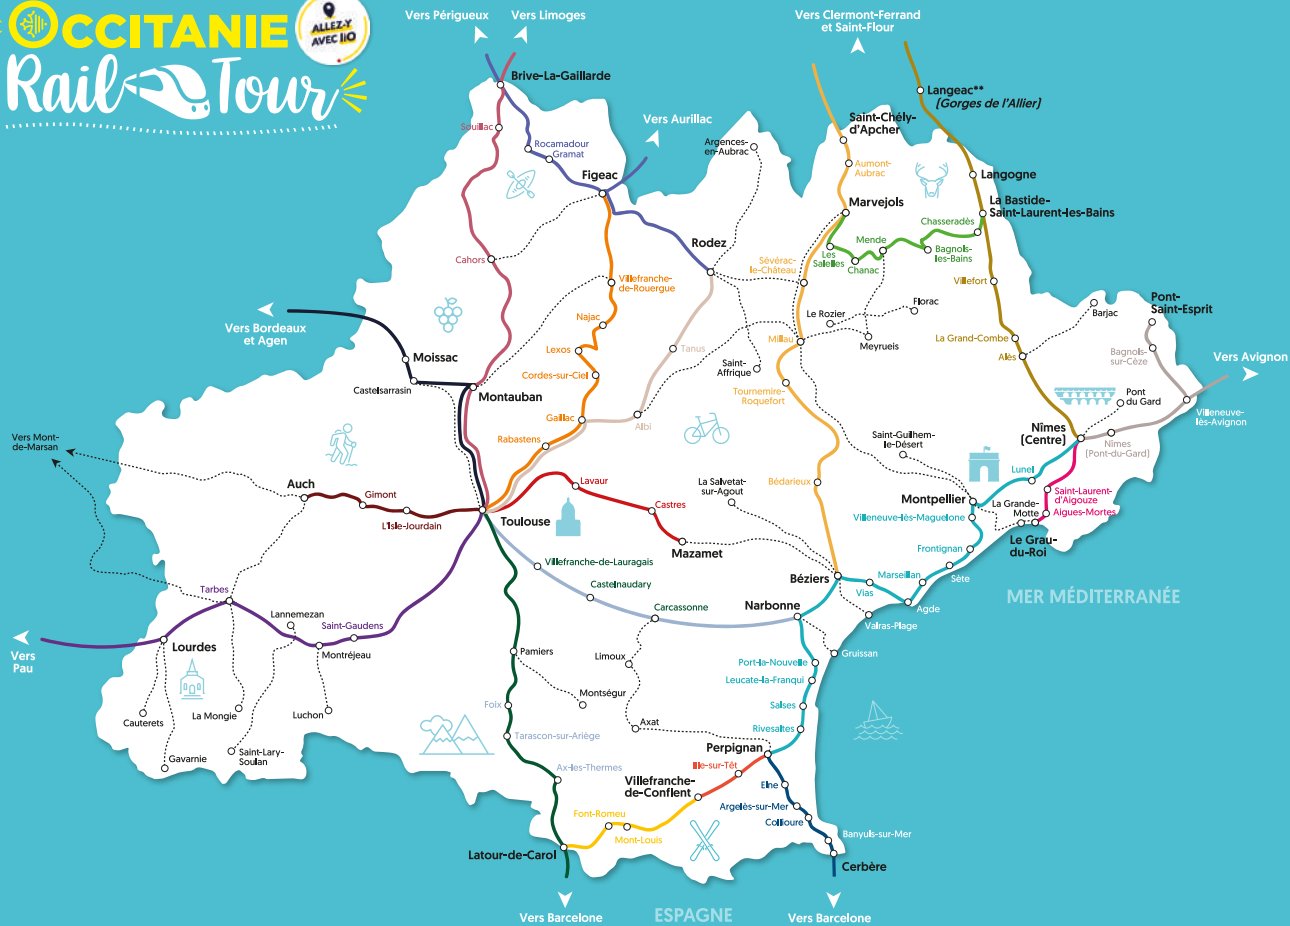 OCCITANIE
Rail Tour
ALLEZ-Y
AVEC liO
Vers Périgueux
Vers Limoges
Vers Clermont-Ferrand
et Saint-Flour
Brive-La-Gaillarde
Langeac**
(Gorges de l'Allier)
Souillac
Rocamadour
Gramat
Vers Aurillac
Argences-
en-Aubrac
Saint-Chély-
d'Apcher
Aumont-
Aubrac
Figeac
Langogne
Marvejols
La Bastide-
Saint-Laurent-les-Bains
Chasseradès
Rodez
Mende
Bagnols-
les-Bains
Les
Salelles
Chanac
Cahors
Sévérac-
le-Château
Villefranche-
de-Rouergue
Villefort
Florac
Le Rozier
Meyrueis
Barjac
Pont-
Saint-Esprit
Vers Bordeaux
et Agen
Najac
Moissac
Lexos
Tanus
Millau
La Grand-Combe
Alès
Bagnols-
sur-Cèze
Vers Avignon
Cordes-sur-Ciel
Saint-
Affrique
Castelsarrasin
Montauban
Tournemire-
Roquefort
Pont
du Gard
Villeneuve-
lès-Avignon
Gaillac
Albi
Rabastens
Nîmes
(Centre)
Nîmes
(Pont-du-Gard)
Vers Mont-
de-Marsan
Saint-Guilhem-
le-Désert
Lunel
Auch
Gimont
L'Isle-Jourdain
Lavaur
La Salvetat-
sur-Agout
Bédarieux
Montpellier
Saint-Laurent-
d'Aigouze
Aigues-Mortes
La Grande-
Motte
Castres
Toulouse
Villeneuve-lès-Maguelone
Le Grau-
du-Roi
Mazamet
Frontignan
Villefranche-de-Lauragais
Castelnaudary
Béziers
Marseillan
Sète
Vias
MER MÉDITERRANÉE
Tarbes
Carcassonne
Narbonne
Agde
Valras-Plage
Lannemezan
Saint-Gaudens
Lourdes
Montréjeau
Vers
Pau
Pamiers
Limoux
Gruissan
Port-la-Nouvelle
Leucate-la-Franqui
Montségur
Foix
Salses
Cauterets
La Mongie
Luchon
Axat
Rivesaltes
Tarascon-sur-Ariège
Gavarnie
Saint-Lary-
Soulan
Perpignan
Ille-sur-Têt
Ax-les-Thermes
Villefranche-
de-Conflent
Elne
Argelès-sur-Mer
Collioure
Font-Romeu
Mont-Louis
Banyuls-sur-Mer
Latour-de-Carol
Cerbère
Vers Barcelone
ESPAGNE
Vers Barcelone